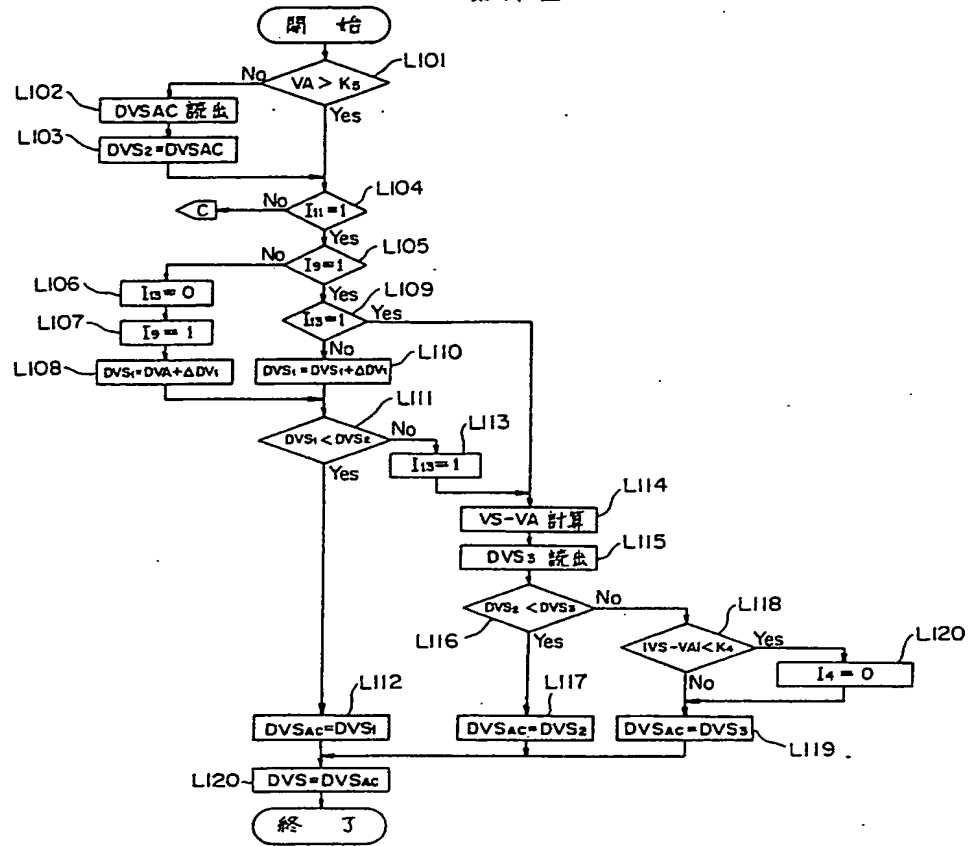 開 始
L101
VA > K5
No
Yes
L102
DVSAC 読出
L103
DVS2=DVSAC
L104
C
No
I11=1
Yes
L105
No
I9=1
Yes
L106
I13=0
L109
I13=1
Yes
No
L107
I9=1
L108
DVS1=DVA+ΔDV1
L110
DVS1=DVS1+ΔDV1
L111
DVS1<DVS2
No
Yes
L113
I13=1
L114
VS-VA 計算
L115
DVS3 読出
L116
DVS2<DVS3
No
Yes
L118
|VS-VA|<K4
Yes
No
L120
I4=0
L112
DVSAC=DVS1
L117
DVSAC=DVS2
L119
DVSAC=DVS3
L120
DVS=DVSAC
終 了